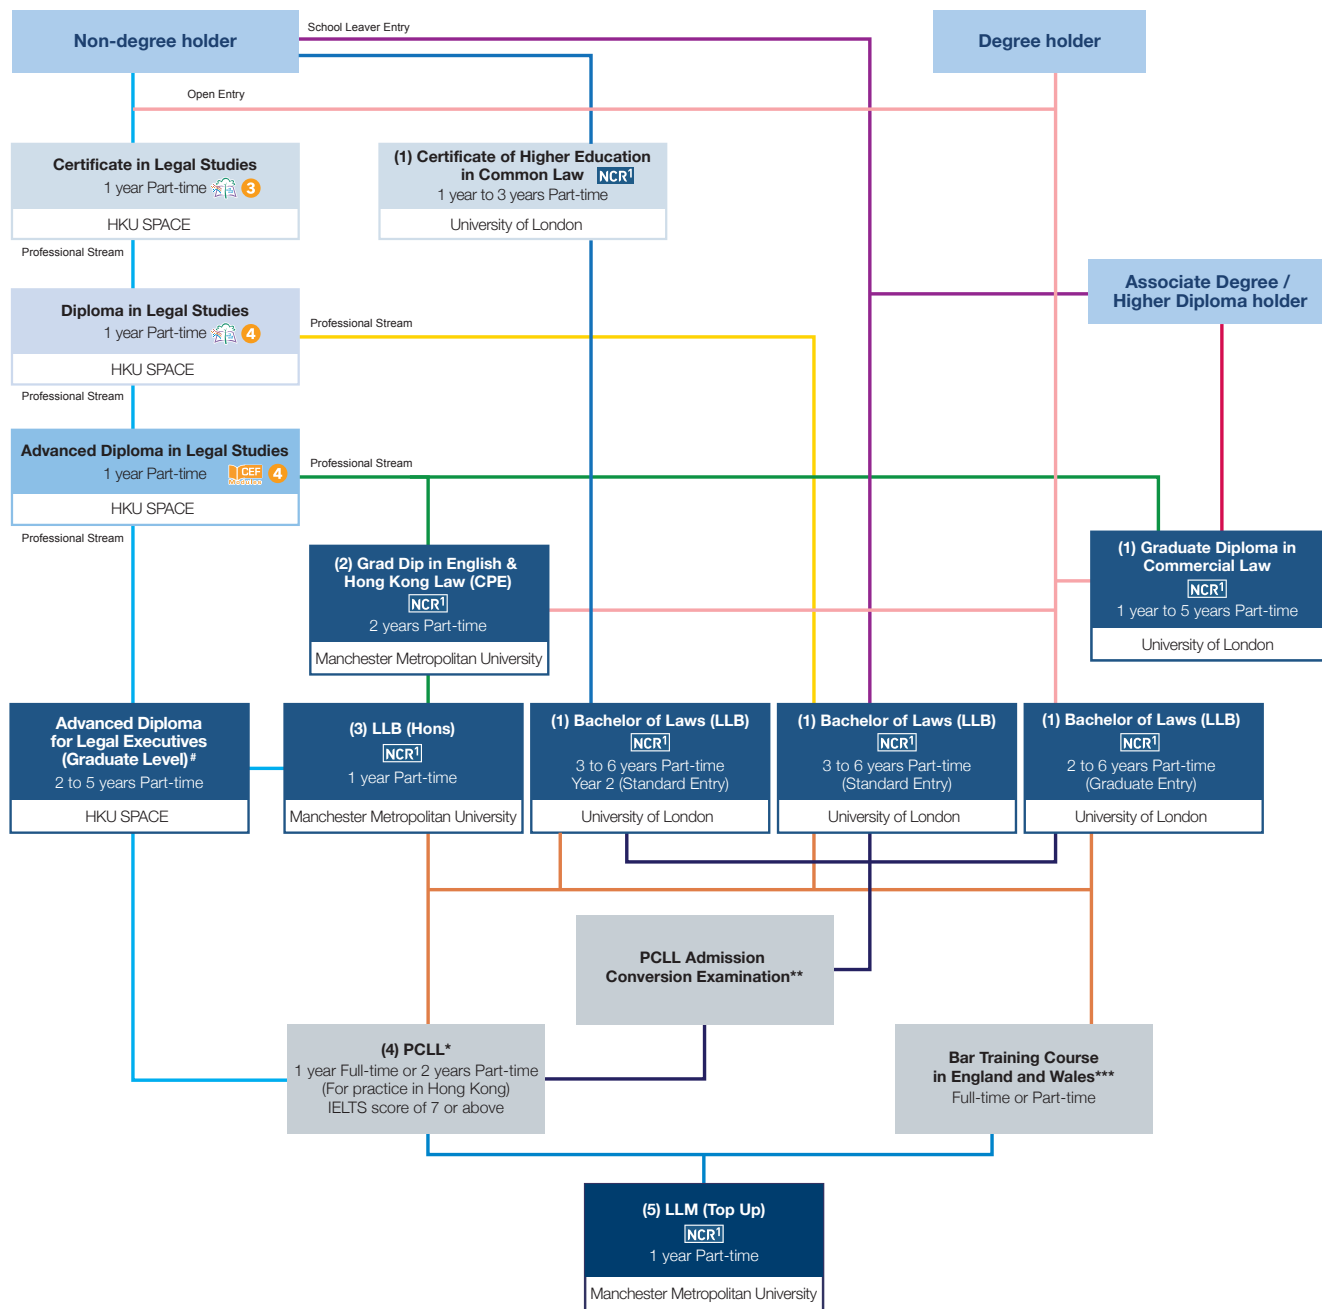 Non-degree holder
School Leaver Entry
Degree holder
Open Entry
Certificate in Legal Studies
1 year Part-time 3
HKU SPACE
(1) Certificate of Higher Education
in Common Law NCR1
1 year to 3 years Part-time
University of London
Professional Stream
Associate Degree /
Higher Diploma holder
Diploma in Legal Studies
1 year Part-time 4
HKU SPACE
Professional Stream
Professional Stream
Advanced Diploma in Legal Studies
1 year Part-time CEF 4
HKU SPACE
Professional Stream
Professional Stream
(2) Grad Dip in English &
Hong Kong Law (CPE)
NCR1
2 years Part-time
Manchester Metropolitan University
(1) Graduate Diploma in
Commercial Law
NCR1
1 year to 5 years Part-time
University of London
Advanced Diploma
for Legal Executives
(Graduate Level)#
2 to 5 years Part-time
HKU SPACE
(3) LLB (Hons)
NCR1
1 year Part-time
Manchester Metropolitan University
(1) Bachelor of Laws (LLB)
NCR1
3 to 6 years Part-time
Year 2 (Standard Entry)
University of London
(1) Bachelor of Laws (LLB)
NCR1
3 to 6 years Part-time
(Standard Entry)
University of London
(1) Bachelor of Laws (LLB)
NCR1
2 to 6 years Part-time
(Graduate Entry)
University of London
PCLL Admission
Conversion Examination**
(4) PCLL*
1 year Full-time or 2 years Part-time
(For practice in Hong Kong)
IELTS score of 7 or above
Bar Training Course
in England and Wales***
Full-time or Part-time
(5) LLM (Top Up)
NCR1
1 year Part-time
Manchester Metropolitan University